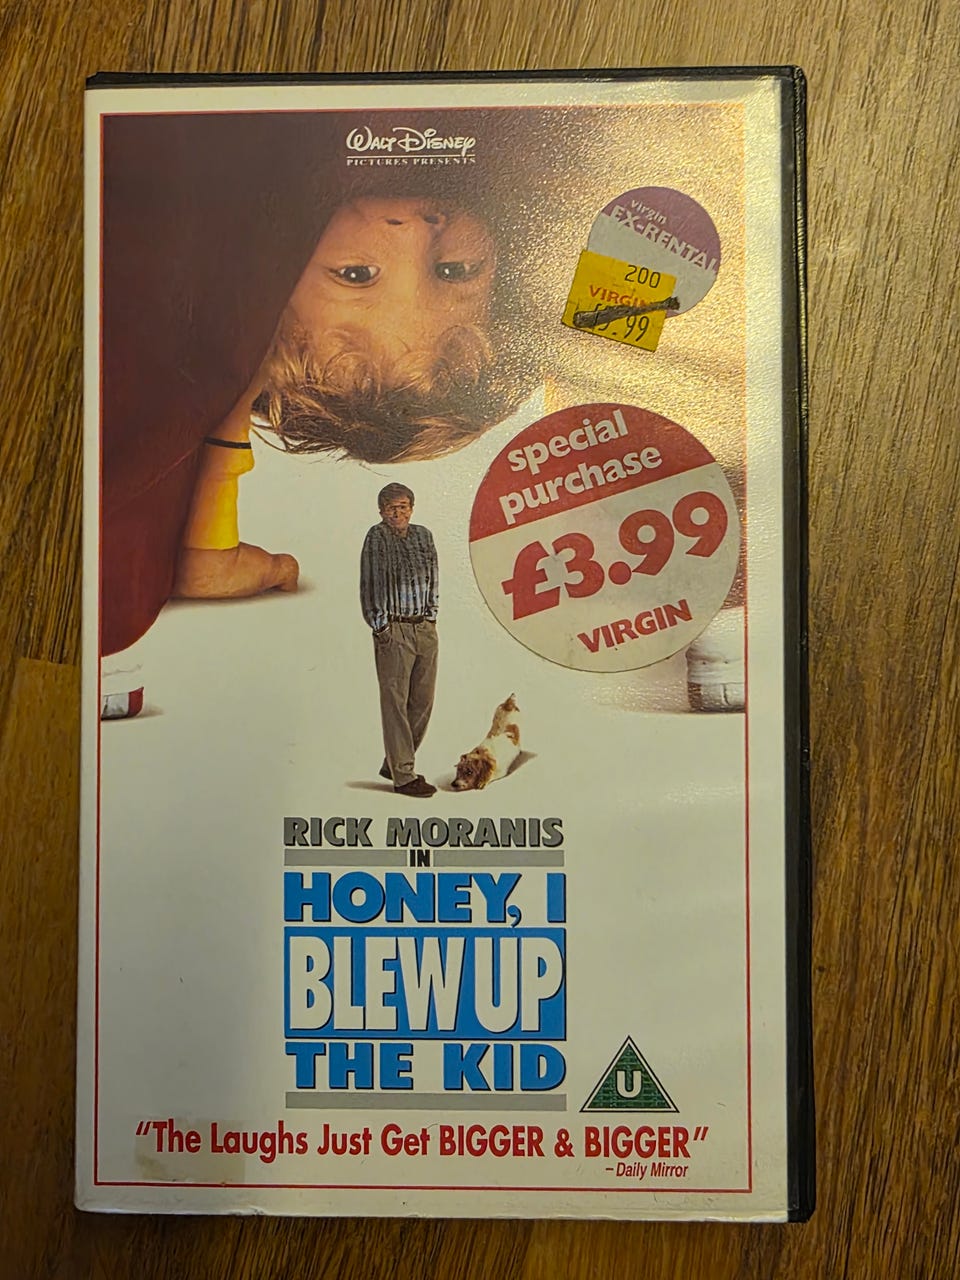 WALT DISNEY
PICTURES PRESENTS
virgin
EX-RENTAL
200
VIRGIN
special
purchase
£3.99
VIRGIN
RICK MORANIS
IN
HONEY, I
BLEW UP
THE KID
U
"The Laughs Just Get BIGGER & BIGGER"
– Daily Mirror